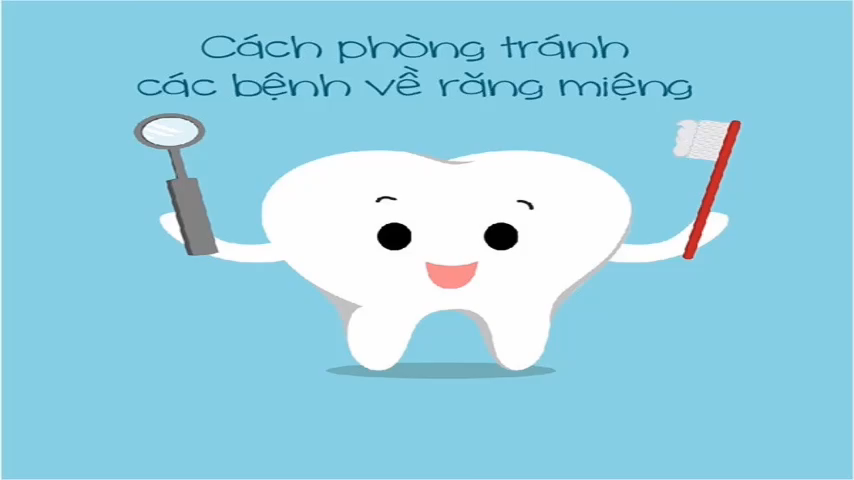 Cách phòng tránh
các bệnh về răng miệng